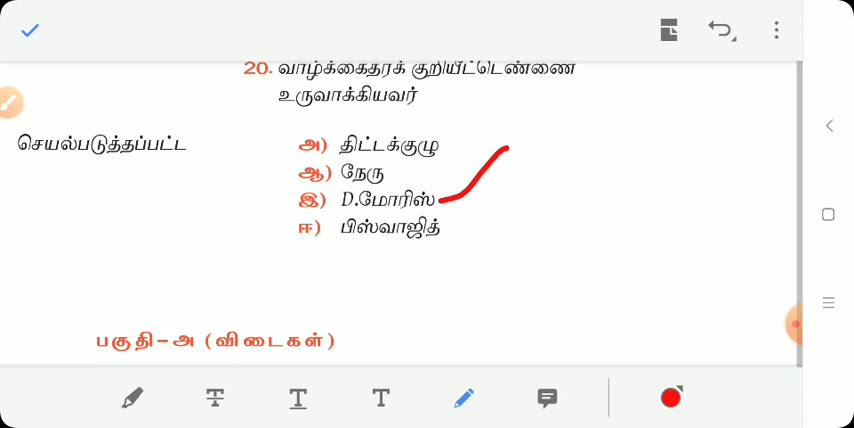 20. வாழ்க்கைதரக் குறியீட்டெண்ணை
உருவாக்கியவர்
செயல்படுத்தப்பட்ட
அ) திட்டக்குழு
ஆ) நேரு
இ) D.மோரிஸ்
ஈ) பிஸ்வாஜித்
பகுதி-அ (விடைகள்)